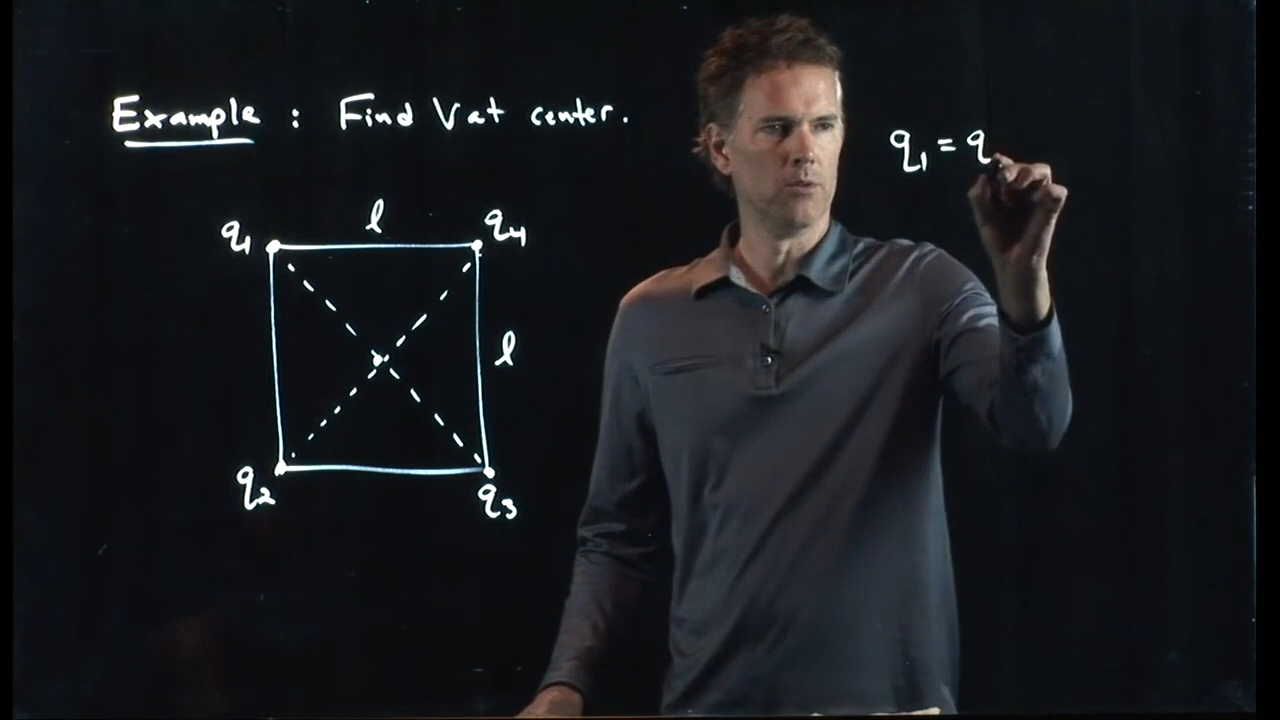 Example : Find V at center.
q₁ = q
l
q₁
q₄
l
q₂
q₃